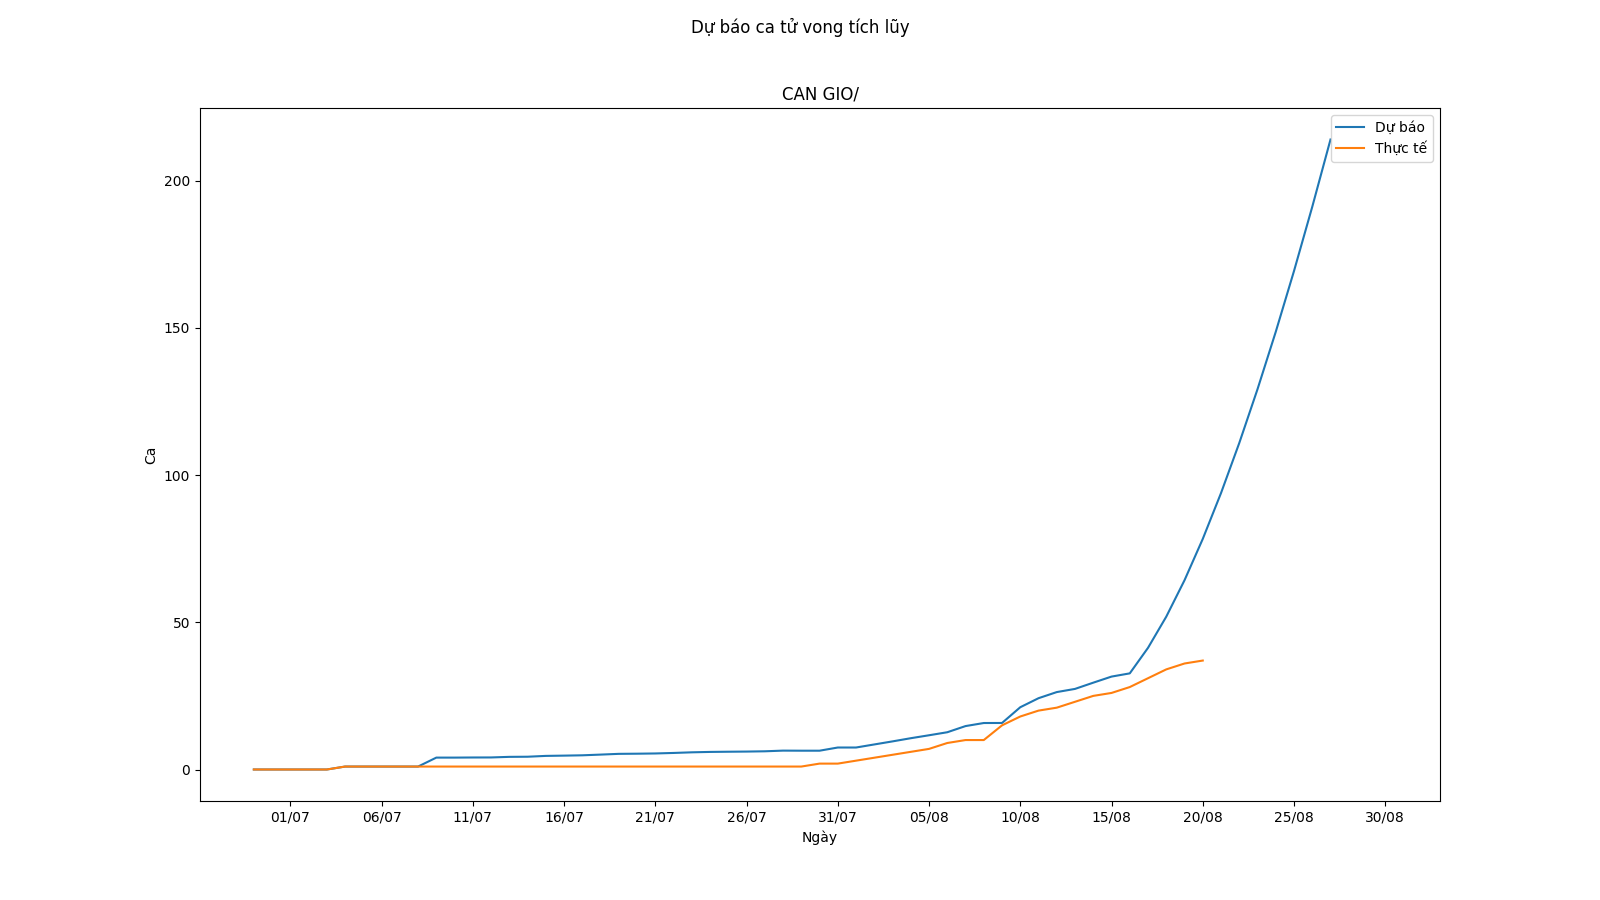 Dự báo ca tử vong tích lũy
CAN GIO/
Dự báo
Thực tế
200
150
100
50
0
Ca
01/07 06/07 11/07 16/07 21/07 26/07 31/07 05/08 10/08 15/08 20/08 25/08 30/08
Ngày